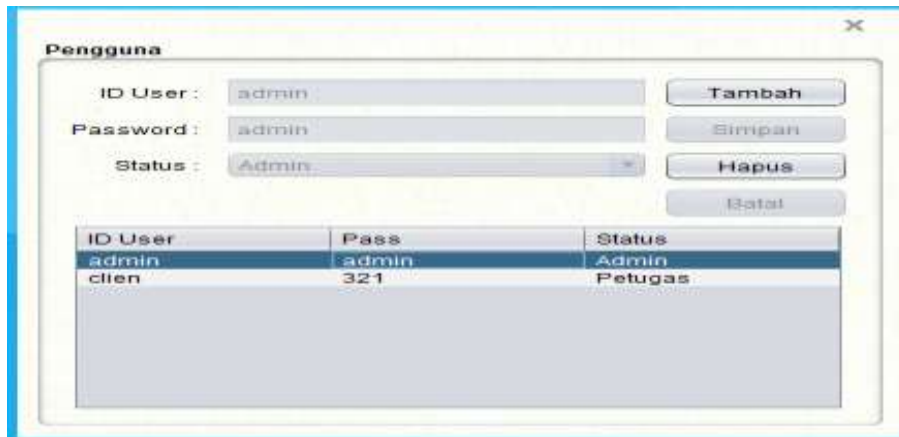 Pengguna
ID User : admin Tambah
Password : admin Simpan
Status : Admin Hapus
Batal
ID User Pass Status
admin admin Admin
clien 321 Petugas